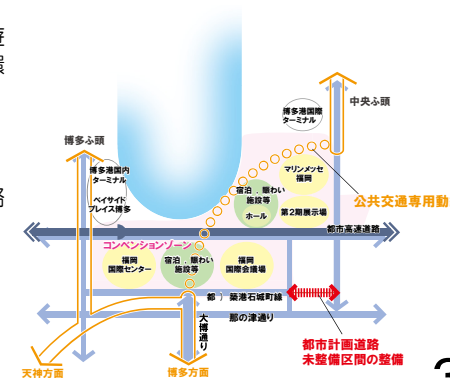 中央ふ頭
博多港国際
ターミナル
博多ふ頭
博多港国内
ターミナル
ベイサイド
プレイス博多
マリンメッセ
福岡
宿泊・賑わい
施設等
ホール
公共交通専用動
第2期展示場
都市高速道路
コンベンションゾーン
福岡
国際センター
宿泊・賑わい
施設等
福岡
国際会議場
都)築港石城町線
那の津通り
大博通り
都市計画道路
未整備区間の整備
天神方面
博多方面